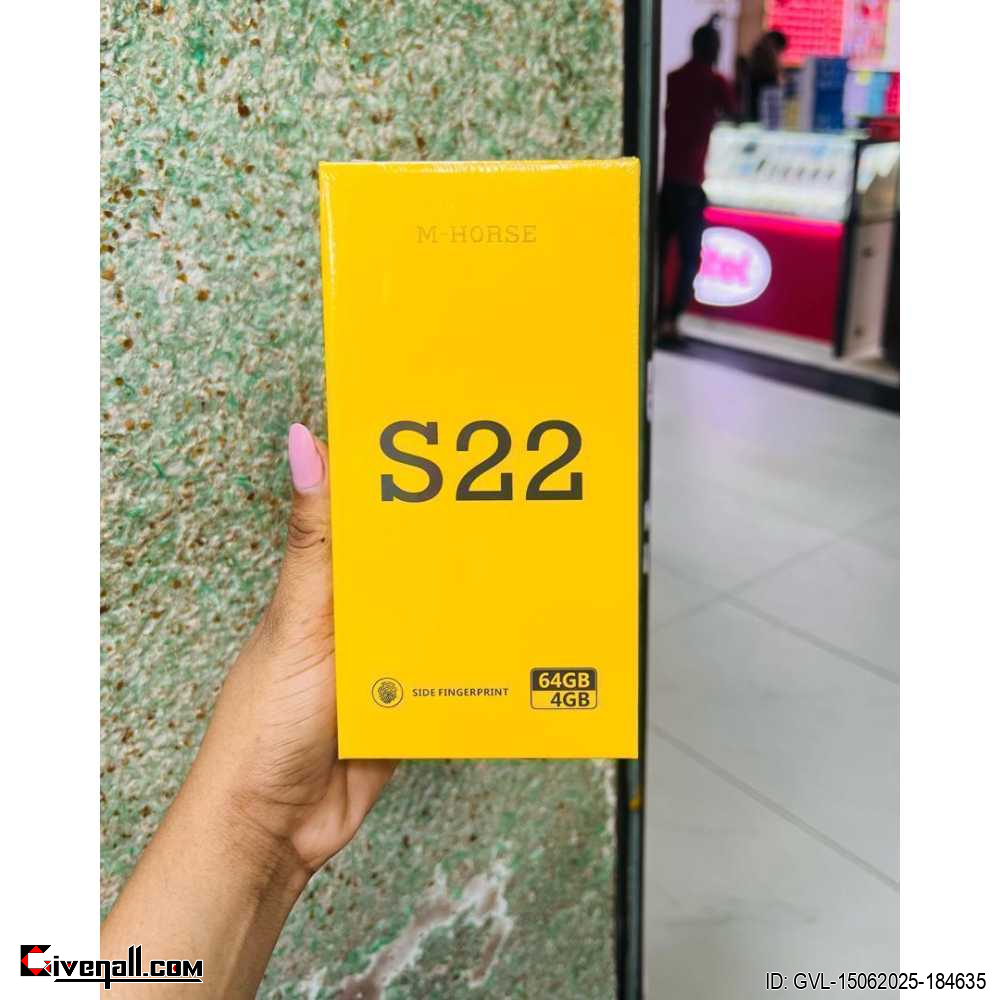 M-HORSE
S22
SIDE FINGERPRINT
64GB
4GB
Givenall.com
ID: GVL-15062025-184635